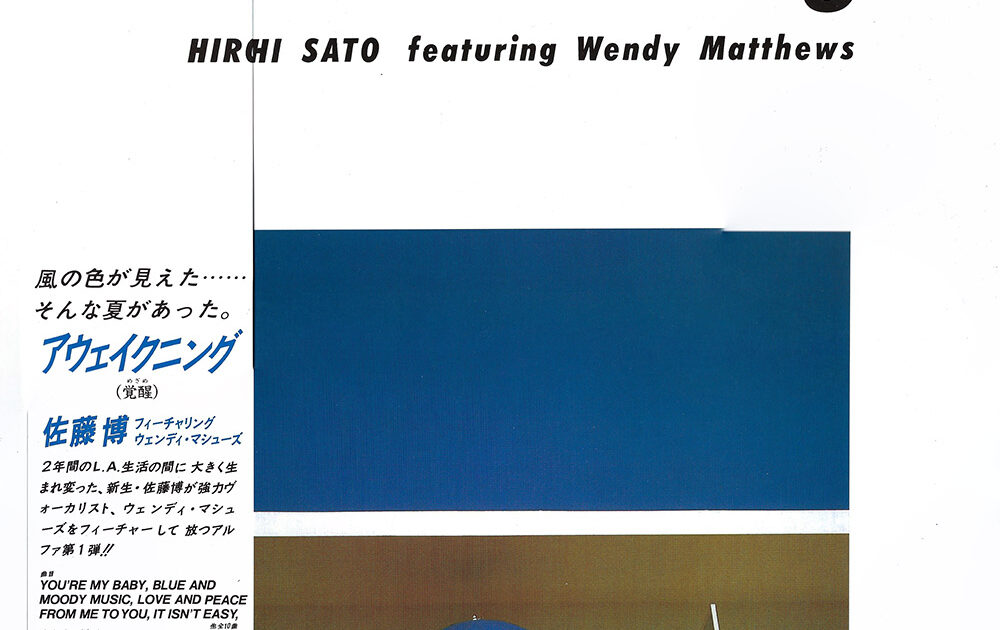 HIROHI SATO featuring Wendy Matthews
風の色が見えた……
そんな夏があった。
アウェイクニング
めざめ
(覚醒)
佐藤 博 フィーチャリング
ウェンディ・マシューズ
2年間のL.A.生活の間に 大きく生
まれ変った、新生・佐藤博が強力ヴ
ォーカリスト、ウェンディ・マシュ
ーズをフィーチャーして 放つアル
ファ第1弾!!
曲目
YOU'RE MY BABY, BLUE AND
MOODY MUSIC, LOVE AND PEACE
FROM ME TO YOU, IT ISN'T EASY,
他全10曲